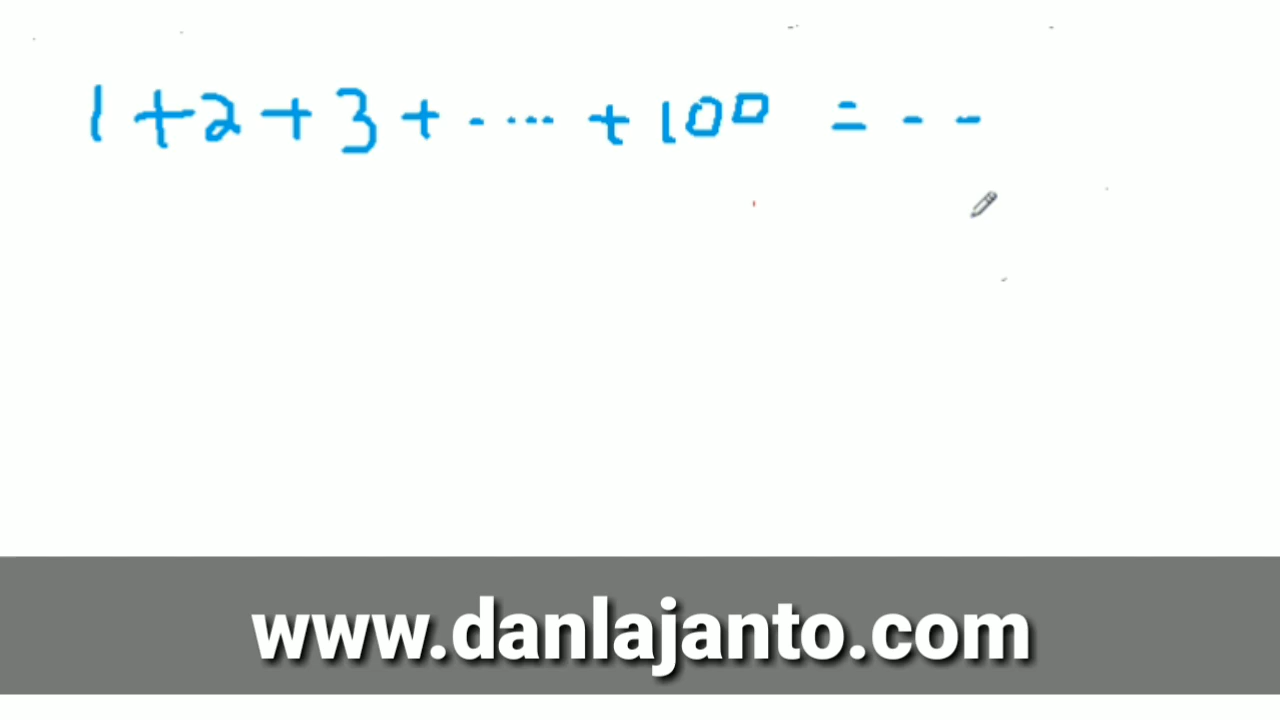 1 + 2 + 3 + ..... + 100 = - -
www.danlajanto.com